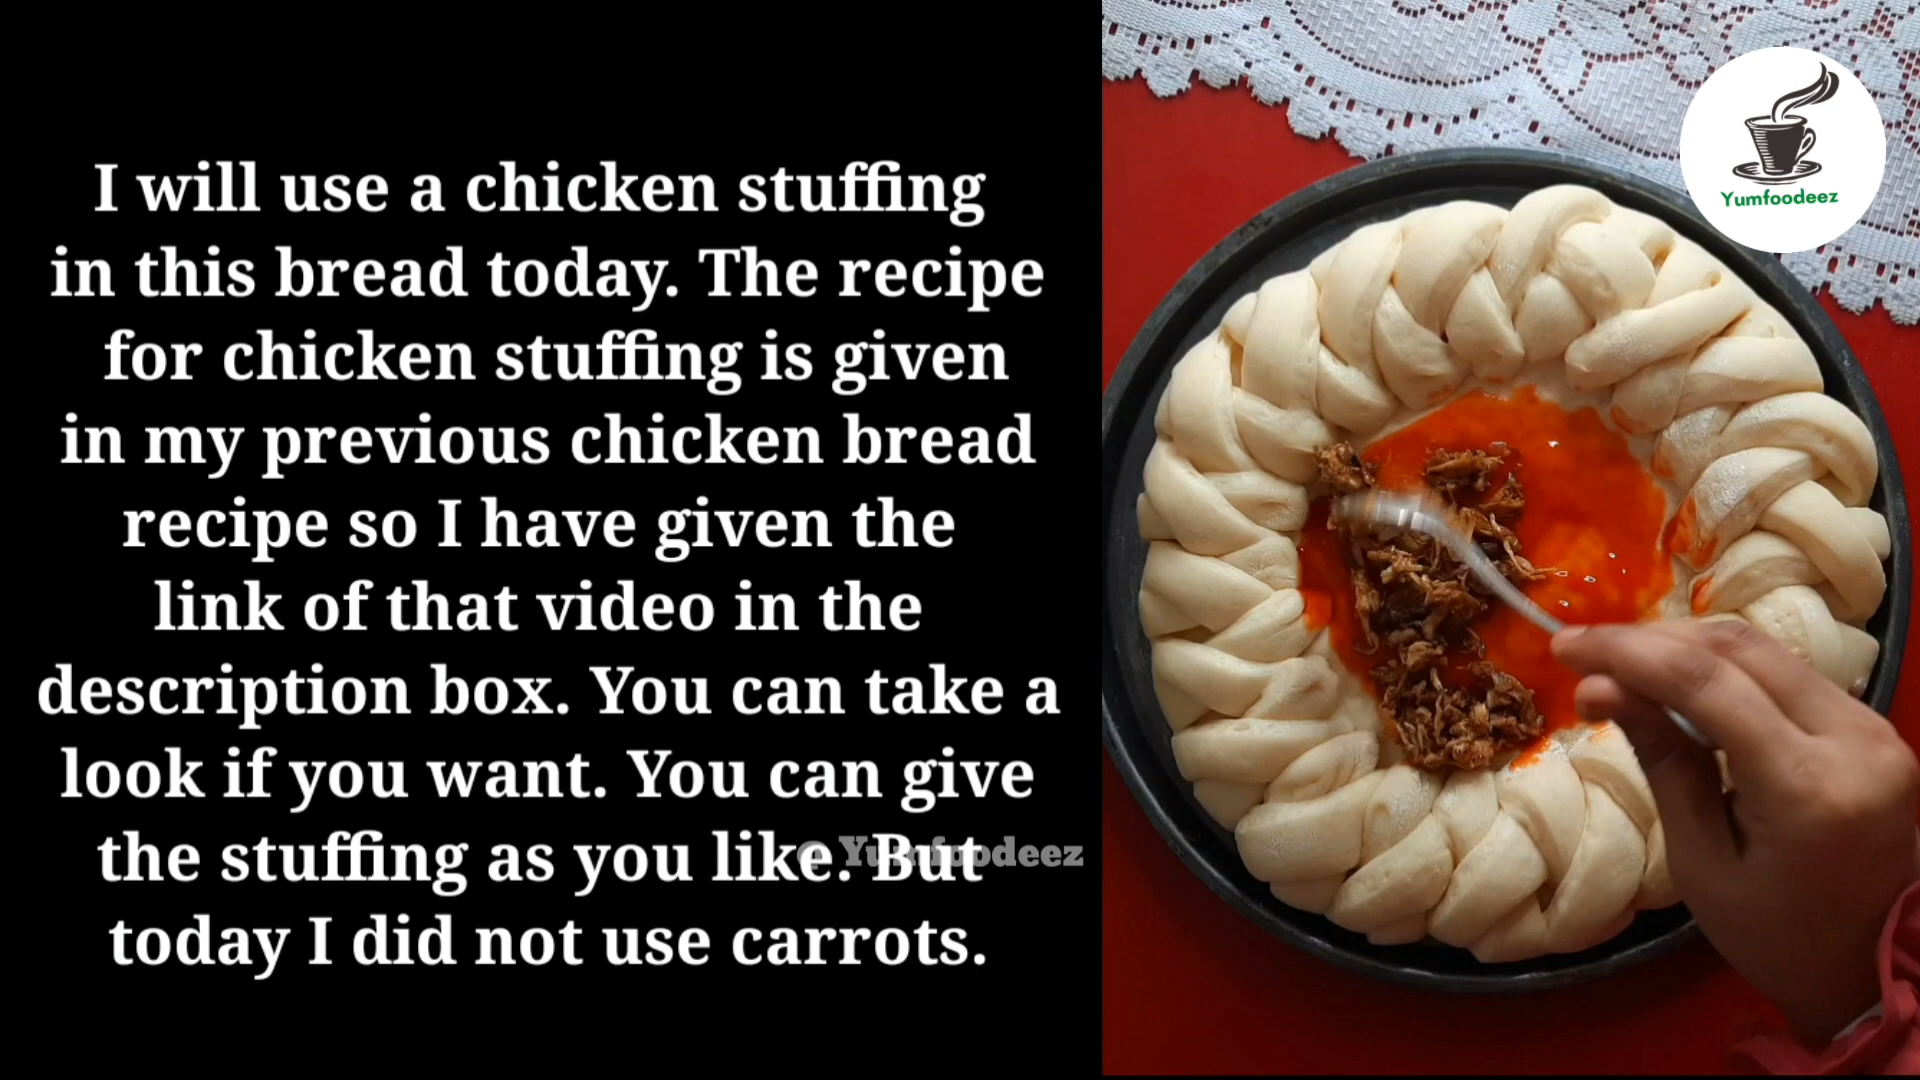 I will use a chicken stuffing
in this bread today. The recipe
for chicken stuffing is given
in my previous chicken bread
recipe so I have given the
link of that video in the
description box. You can take a
look if you want. You can give
the stuffing as you like. But
today I did not use carrots.
© Yumfoodeez
Yumfoodeez